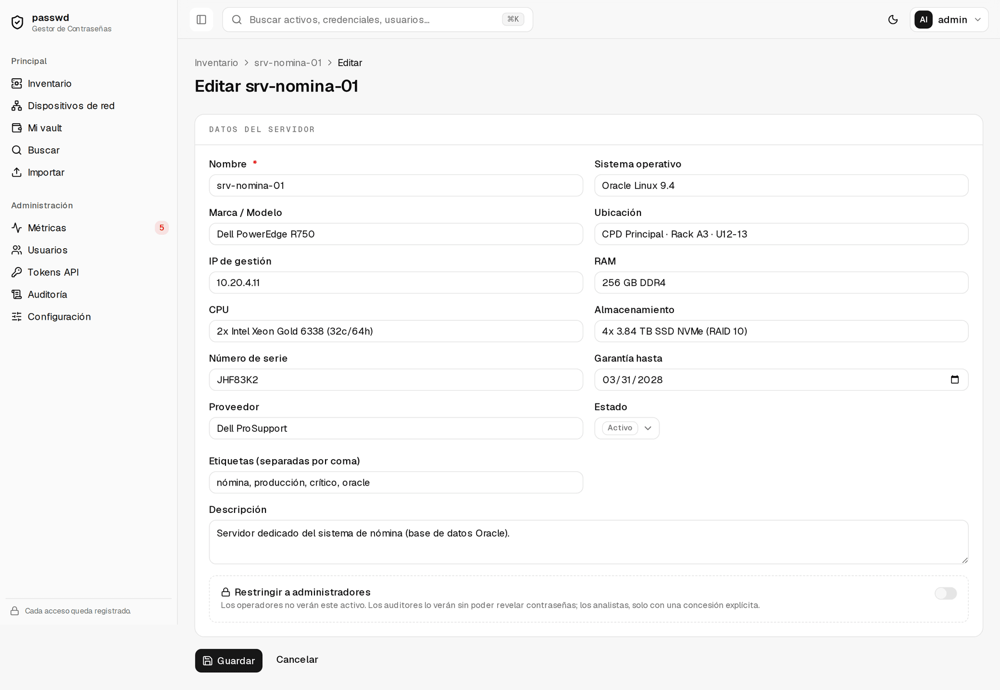 passwd
Gestor de Contraseñas
Buscar activos, credenciales, usuarios...
⌘K
AI
admin
Principal
Inventario
Dispositivos de red
Mi vault
Buscar
Importar
Administración
Métricas
5
Usuarios
Tokens API
Auditoría
Configuración
Cada acceso queda registrado.
Inventario > srv-nomina-01 > Editar
Editar srv-nomina-01
DATOS DEL SERVIDOR
Nombre *
srv-nomina-01
Sistema operativo
Oracle Linux 9.4
Marca / Modelo
Dell PowerEdge R750
Ubicación
CPD Principal · Rack A3 · U12-13
IP de gestión
10.20.4.11
RAM
256 GB DDR4
CPU
2x Intel Xeon Gold 6338 (32c/64h)
Almacenamiento
4x 3.84 TB SSD NVMe (RAID 10)
Número de serie
JHF83K2
Garantía hasta
03/31/2028
Proveedor
Dell ProSupport
Estado
Activo
Etiquetas (separadas por coma)
nómina, producción, crítico, oracle
Descripción
Servidor dedicado del sistema de nómina (base de datos Oracle).
Restringir a administradores
Los operadores no verán este activo. Los auditores lo verán sin poder revelar contraseñas; los analistas, solo con una concesión explícita.
Guardar
Cancelar